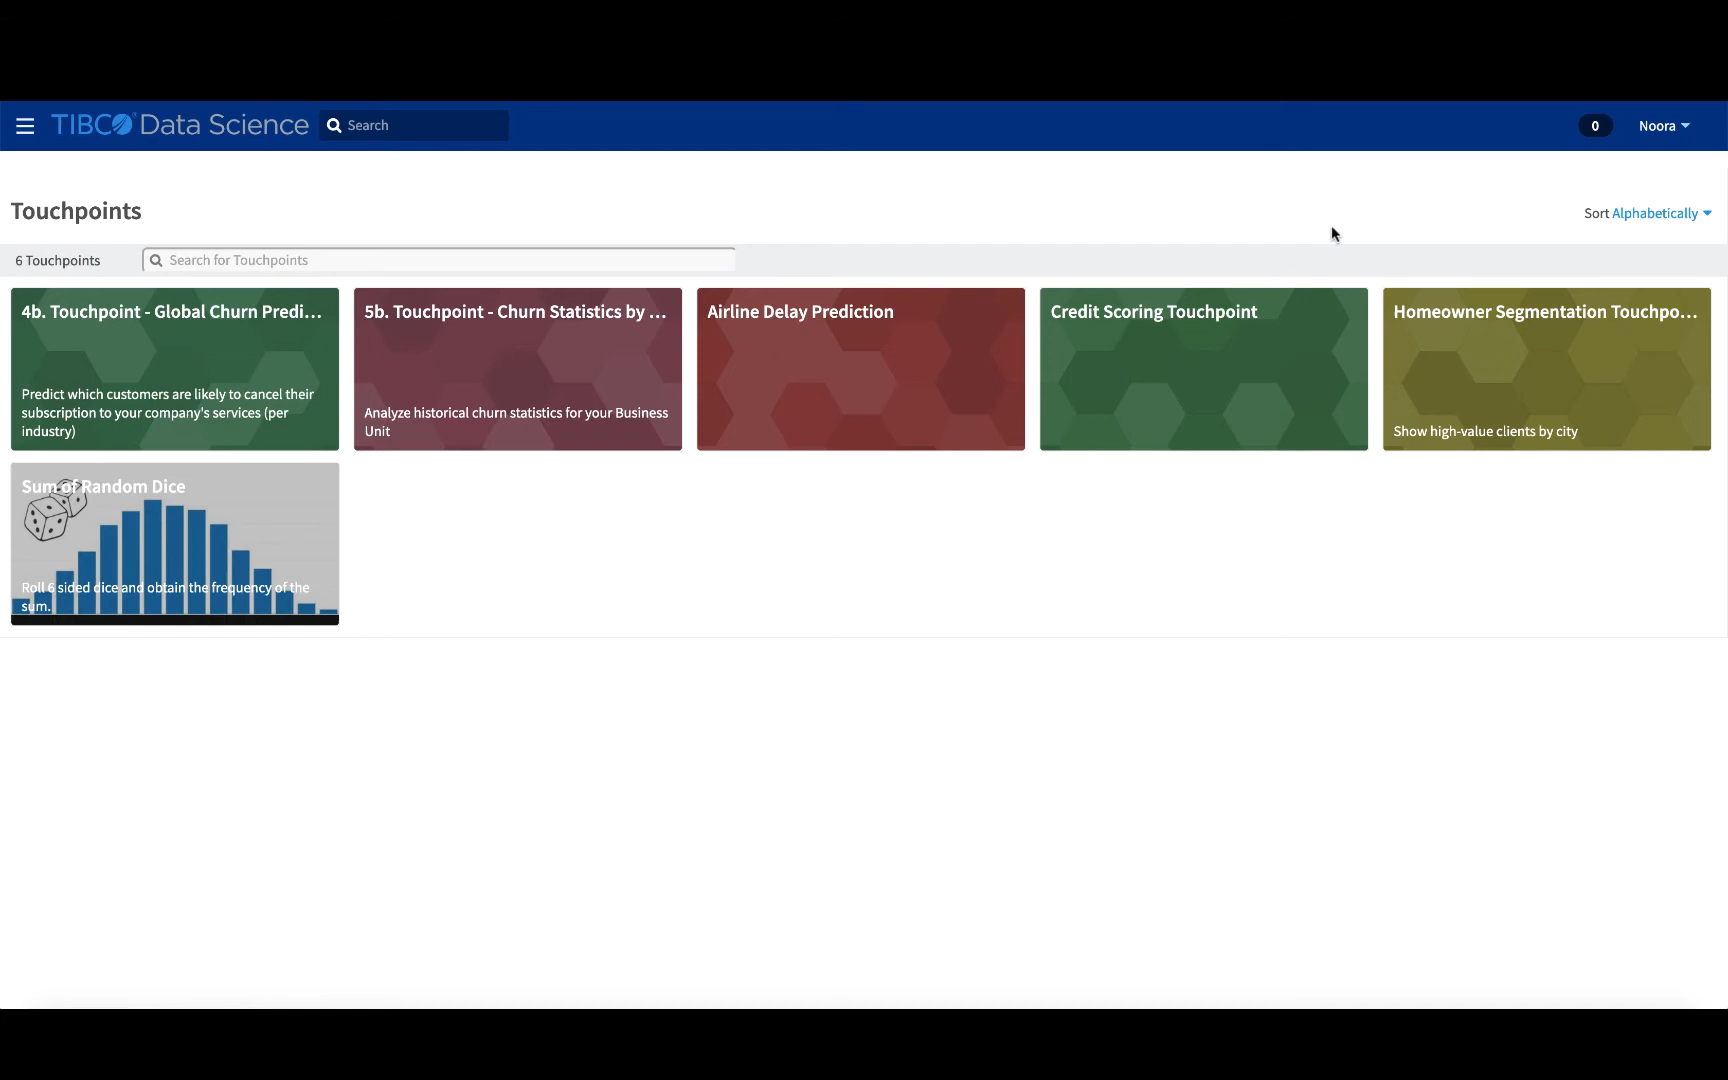 TIBCO Data Science
Search
0
Noora
Touchpoints
Sort Alphabetically
6 Touchpoints
Search for Touchpoints
4b. Touchpoint - Global Churn Predi...
Predict which customers are likely to cancel their
subscription to your company's services (per
industry)
5b. Touchpoint - Churn Statistics by ...
Analyze historical churn statistics for your Business
Unit
Airline Delay Prediction
Credit Scoring Touchpoint
Homeowner Segmentation Touchpo...
Show high-value clients by city
Sum of Random Dice
Roll 6 sided dice and obtain the frequency of the
sum.